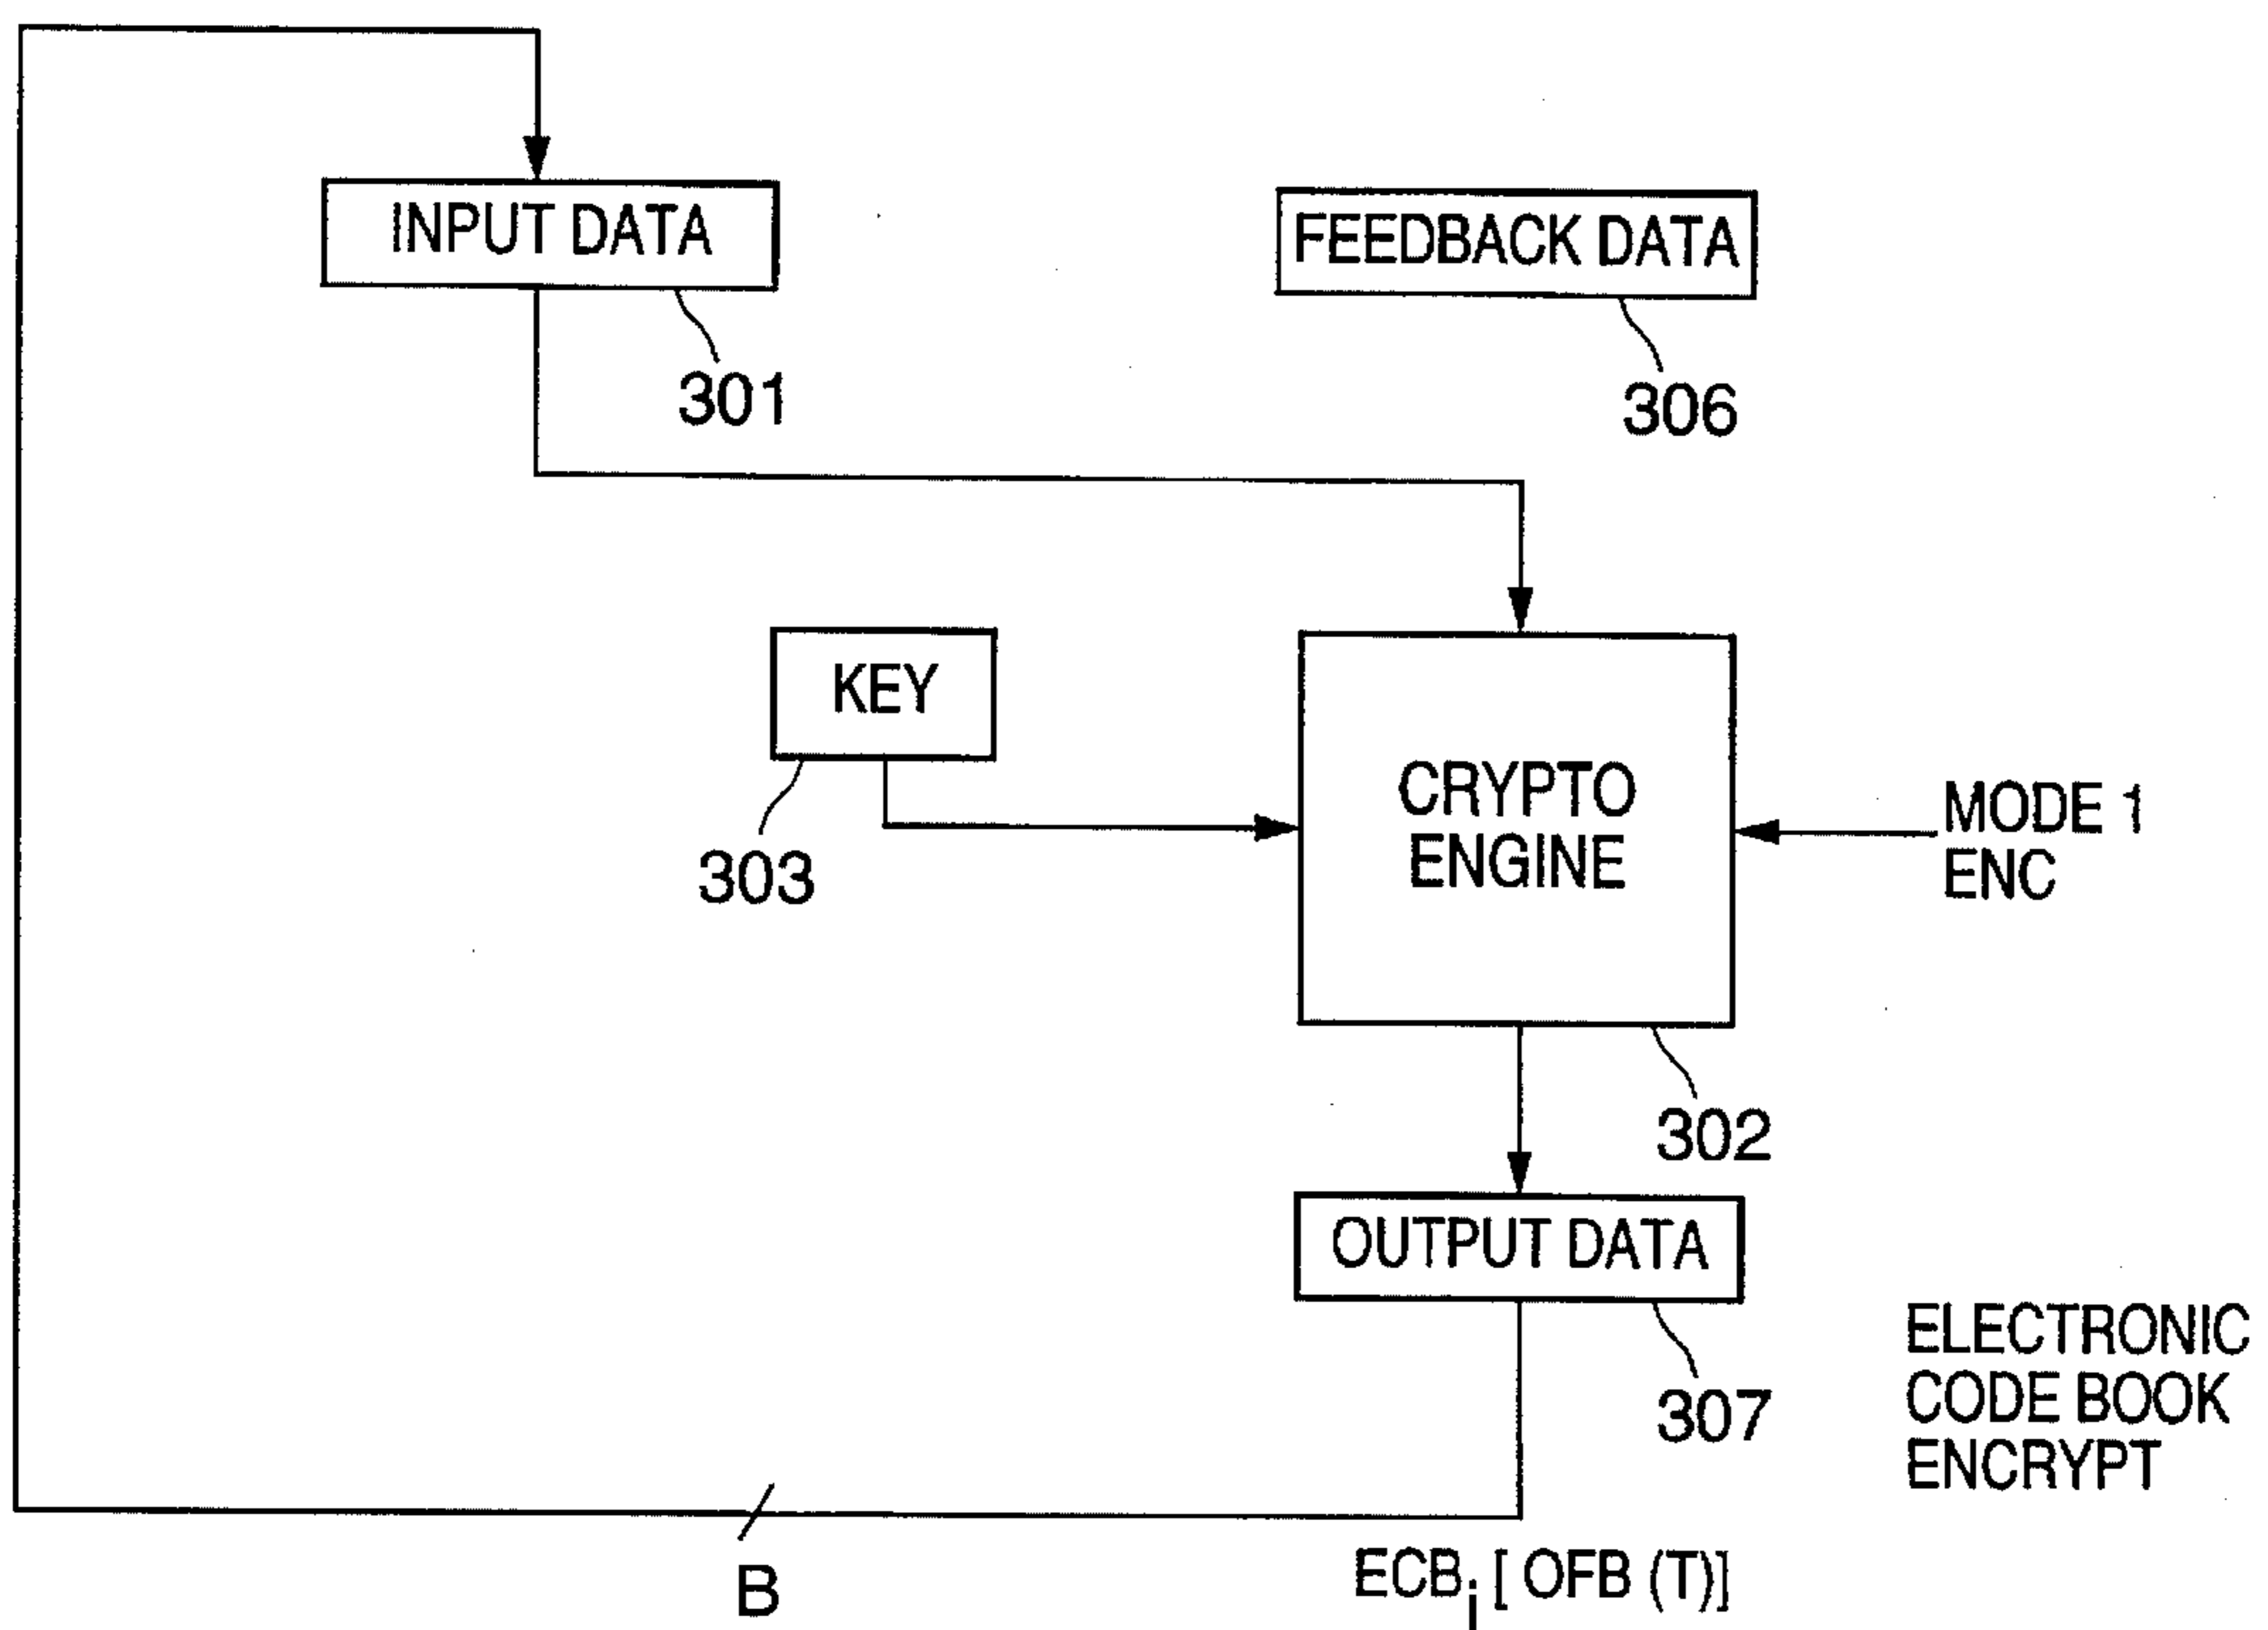 INPUT DATA
FEEDBACK DATA
301
306
KEY
CRYPTO
ENGINE
MODE 1
ENC
303
302
OUTPUT DATA
307
ELECTRONIC
CODE BOOK
ENCRYPT
B
ECBi [ OFB (T)]